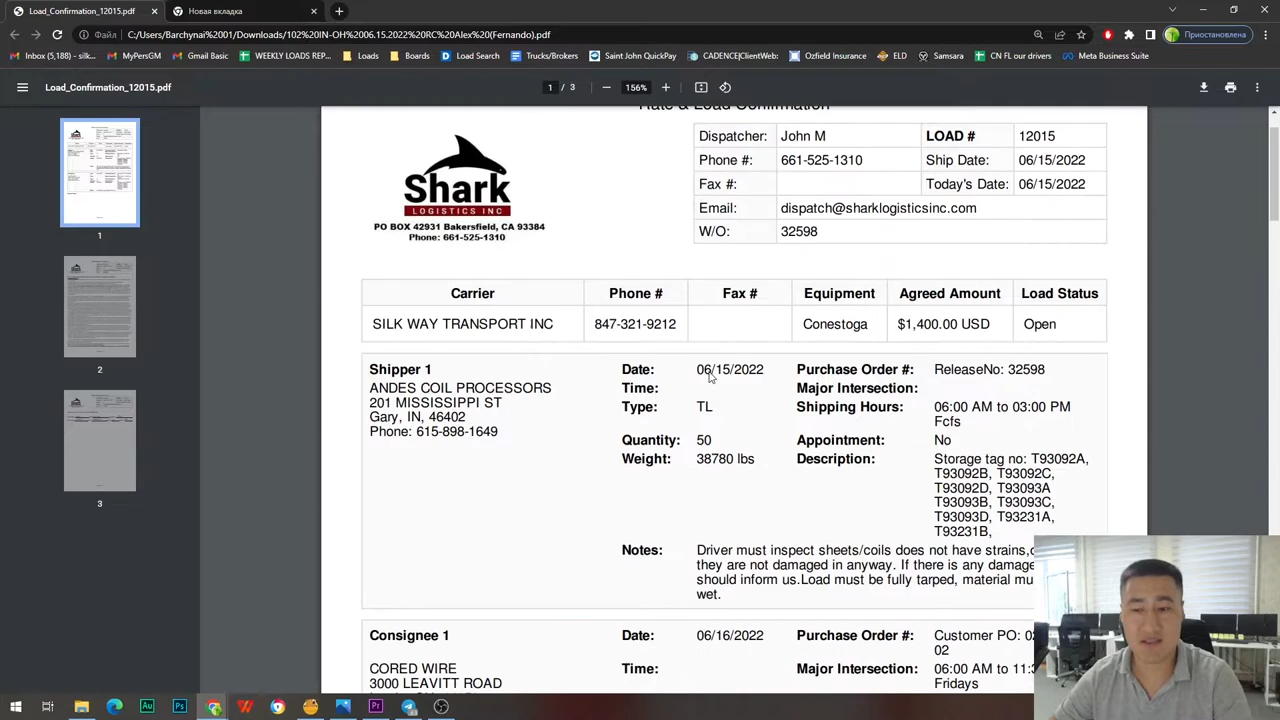 Load_Confirmation_12015.pdf
Новая вкладка
Файл
C:/Users/Barchynai%2001/Downloads/102%20IN-OH%2006.15.2022%20RC%20Alex%20(Fernando).pdf
Приостановлена
Inbox (5,188) - silk...
MyPersGM
Gmail Basic
WEEKLY LOADS REP...
Loads
Boards
Load Search
Trucks/Brokers
Saint John QuickPay
CADENCE|ClientWeb:
Ozfield Insurance
ELD
Samsara
CN FL our drivers
Meta Business Suite
Load_Confirmation_12015.pdf
1 / 3
156%
Rate & Load Confirmation
Shark
LOGISTICS INC
PO BOX 42931 Bakersfield, CA 93384
Phone: 661-525-1310
Dispatcher: John M LOAD # 12015
Phone #: 661-525-1310 Ship Date: 06/15/2022
Fax #: Today's Date: 06/15/2022
Email: dispatch@sharklogisticsinc.com
W/O: 32598
Carrier Phone # Fax # Equipment Agreed Amount Load Status
SILK WAY TRANSPORT INC 847-321-9212 Conestoga $1,400.00 USD Open
Shipper 1
ANDES COIL PROCESSORS
201 MISSISSIPPI ST
Gary, IN, 46402
Phone: 615-898-1649
Date: 06/15/2022
Time:
Type: TL
Quantity: 50
Weight: 38780 lbs
Purchase Order #: ReleaseNo: 32598
Major Intersection:
Shipping Hours: 06:00 AM to 03:00 PM
Fcfs
Appointment: No
Description: Storage tag no: T93092A,
T93092B, T93092C,
T93092D, T93093A
T93093B, T93093C,
T93093D, T93231A,
T93231B,
Notes: Driver must inspect sheets/coils does not have strains,
they are not damaged in anyway. If there is any damage
should inform us.Load must be fully tarped, material mu
wet.
Consignee 1
CORED WIRE
3000 LEAVITT ROAD
Date: 06/16/2022
Time:
Purchase Order #: Customer PO: 02
02
Major Intersection: 06:00 AM to 11:3
Fridays
1
2
3